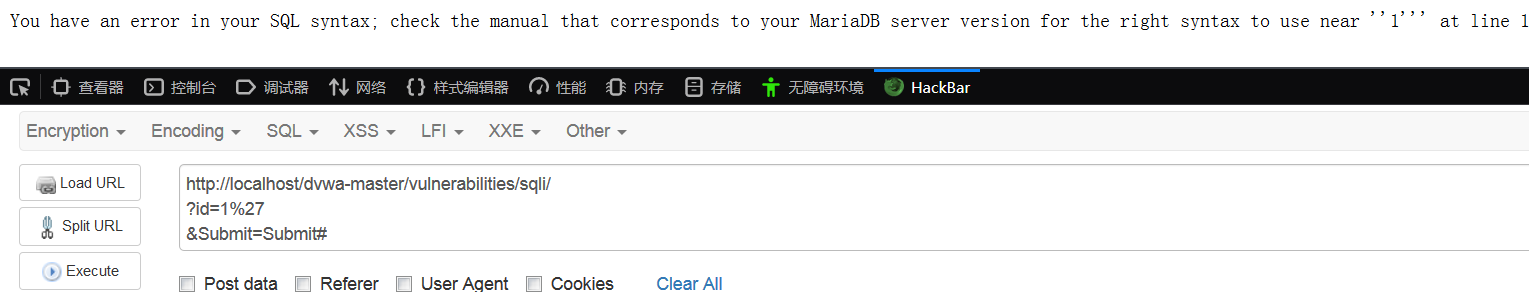 You have an error in your SQL syntax; check the manual that corresponds to your MariaDB server version for the right syntax to use near ''1''' at line 1
查看器 控制台 调试器 网络 样式编辑器 性能 内存 存储 无障碍环境 HackBar
Encryption Encoding SQL XSS LFI XXE Other
Load URL
Split URL
Execute
http://localhost/dvwa-master/vulnerabilities/sqli/
?id=1%27
&Submit=Submit#
Post data Referer User Agent Cookies Clear All